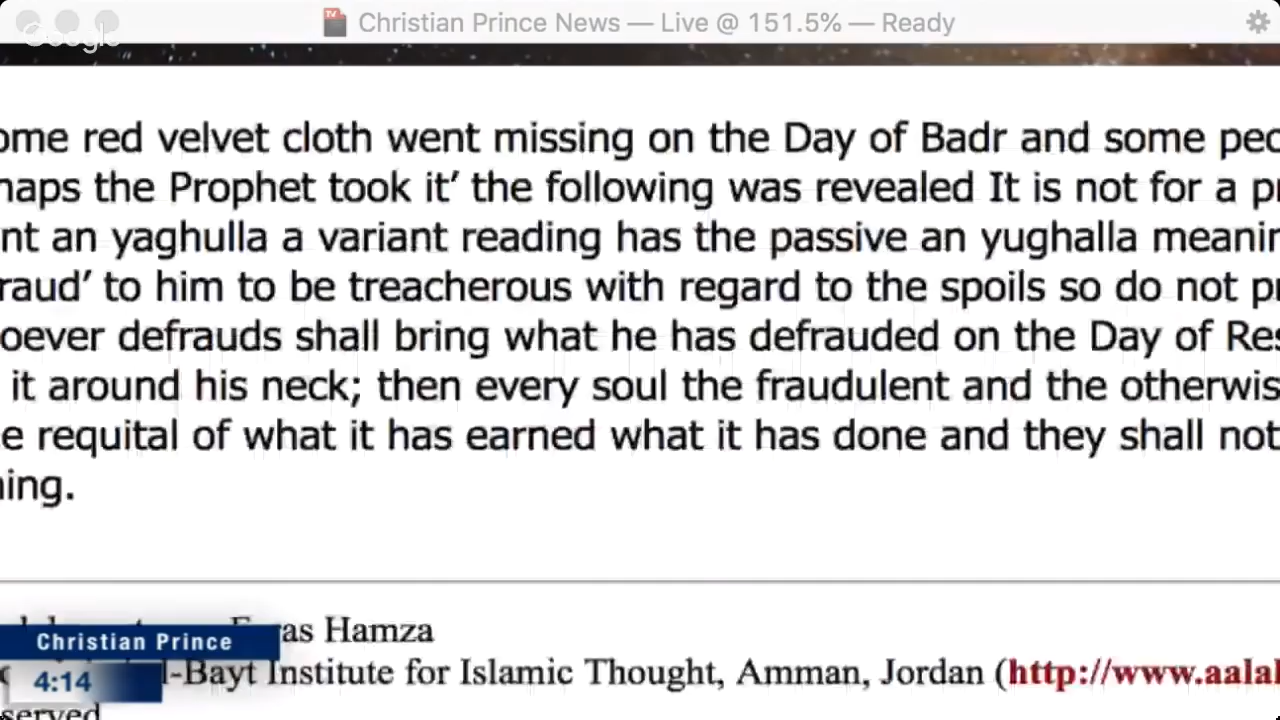 Christian Prince News — Live @ 151.5% — Ready
Google
ome red velvet cloth went missing on the Day of Badr and some peo
haps the Prophet took it’ the following was revealed It is not for a pr
nt an yaghulla a variant reading has the passive an yughalla meanin
raud’ to him to be treacherous with regard to the spoils so do not pr
oever defrauds shall bring what he has defrauded on the Day of Res
it around his neck; then every soul the fraudulent and the otherwis
e requital of what it has earned what it has done and they shall not
ning.
as Hamza
Christian Prince
l-Bayt Institute for Islamic Thought, Amman, Jordan (http://www.aalal
4:14
served